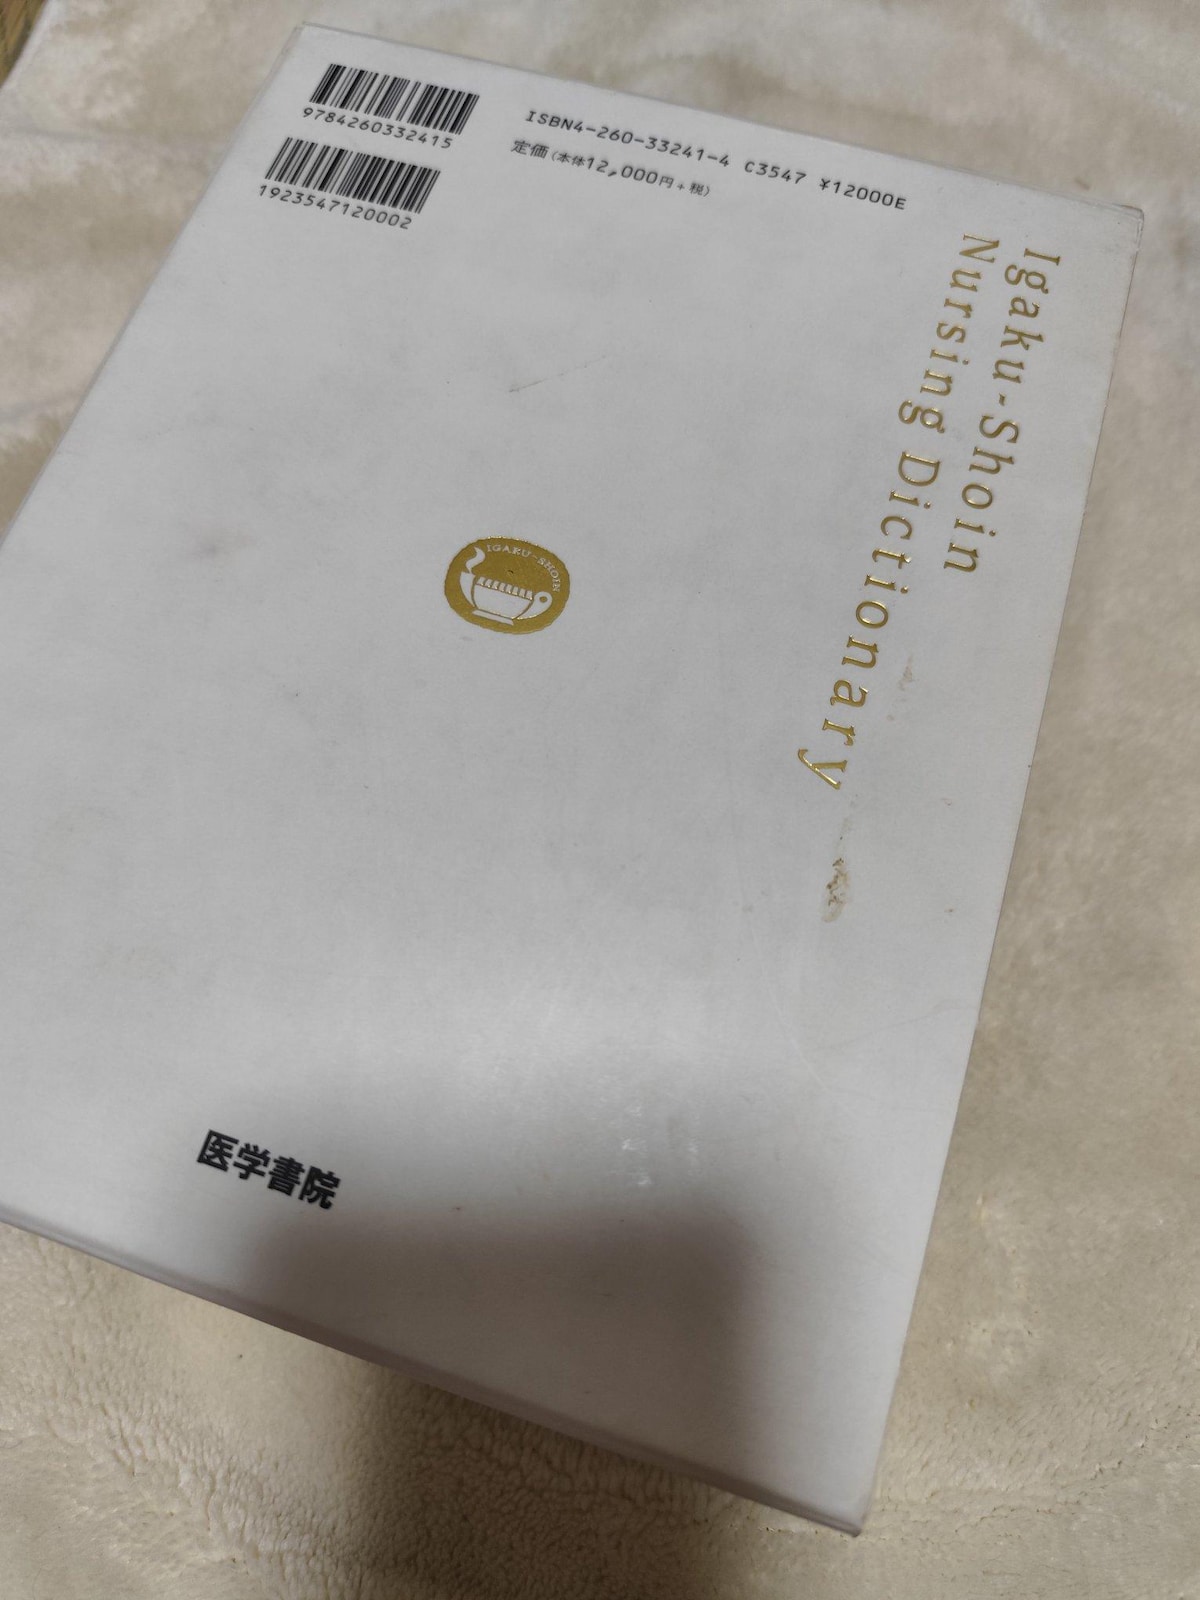 9784260332415
1923547120002
ISBN4-260-33241-4 C3547 ¥12000E
定価(本体12,000円+税)
Igaku-Shoin
Nursing Dictionary
IGAKU-SHOIN
医学書院